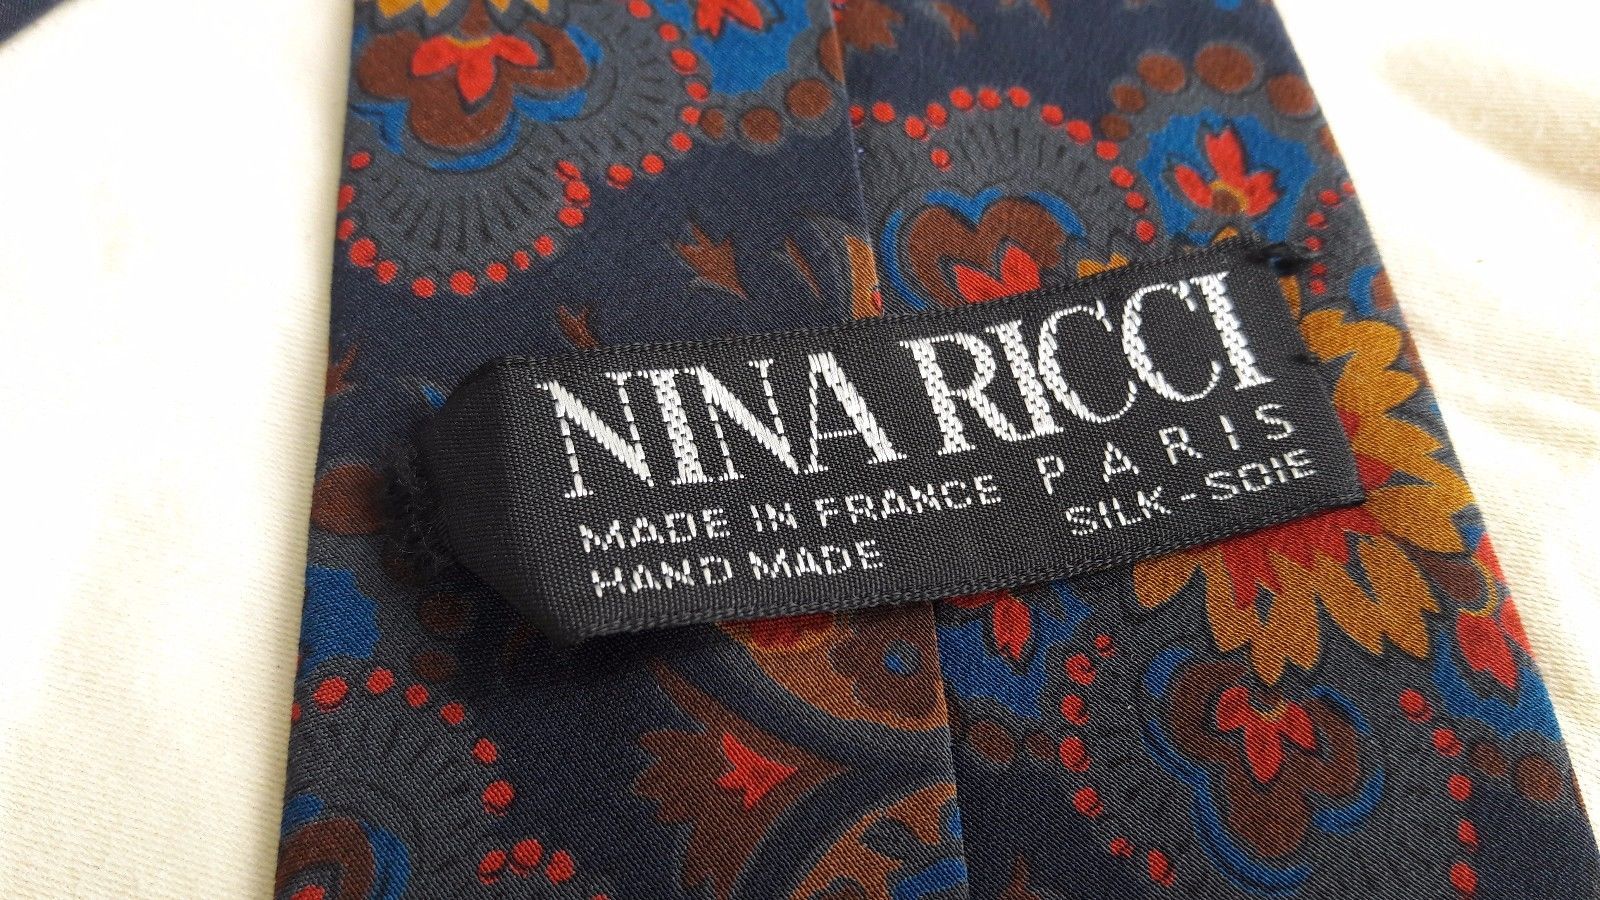 NINA RICCI
PARIS
MADE IN FRANCE
SILK-SOIE
HAND MADE